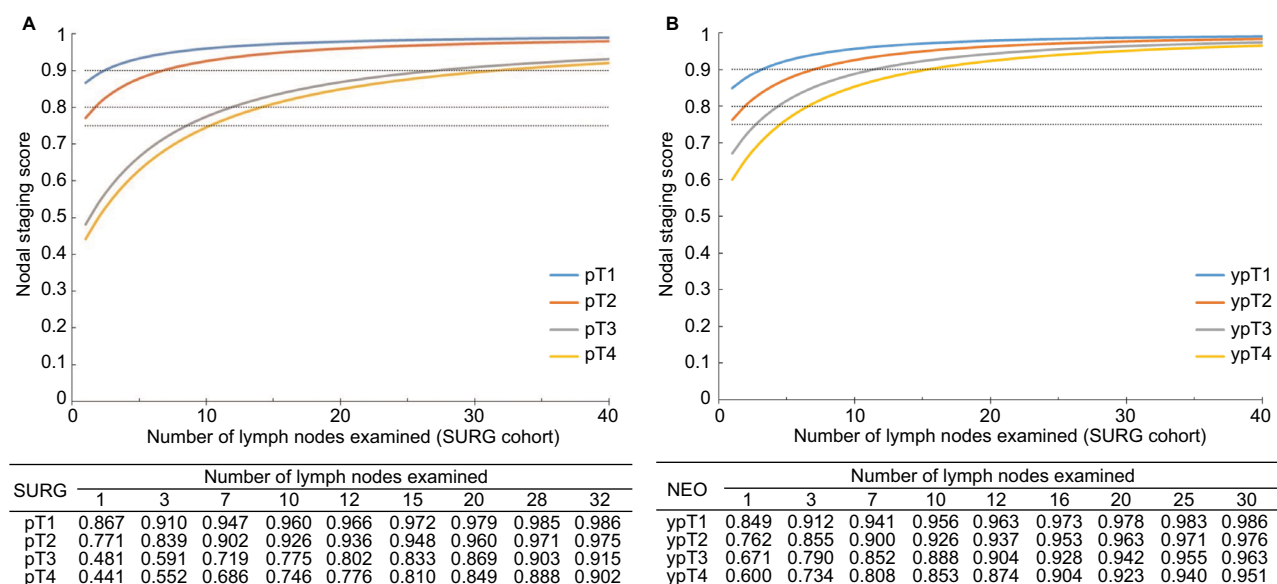 A
Nodal staging score
1
0.9
0.8
0.7
0.6
0.5
0.4
0.3
0.2
0.1
0
0 10 20 30 40
Number of lymph nodes examined (SURG cohort)
pT1
pT2
pT3
pT4
SURG Number of lymph nodes examined
1 3 7 10 12 15 20 28 32
pT1 0.867 0.910 0.947 0.960 0.966 0.972 0.979 0.985 0.986
pT2 0.771 0.839 0.902 0.926 0.936 0.948 0.960 0.971 0.975
pT3 0.481 0.591 0.719 0.775 0.802 0.833 0.869 0.903 0.915
pT4 0.441 0.552 0.686 0.746 0.776 0.810 0.849 0.888 0.902
B
Nodal staging score
1
0.9
0.8
0.7
0.6
0.5
0.4
0.3
0.2
0.1
0
0 10 20 30 40
Number of lymph nodes examined (SURG cohort)
ypT1
ypT2
ypT3
ypT4
NEO Number of lymph nodes examined
1 3 7 10 12 16 20 25 30
ypT1 0.849 0.912 0.941 0.956 0.963 0.973 0.978 0.983 0.986
ypT2 0.762 0.855 0.900 0.926 0.937 0.953 0.963 0.971 0.976
ypT3 0.671 0.790 0.852 0.888 0.904 0.928 0.942 0.955 0.963
ypT4 0.600 0.734 0.808 0.853 0.874 0.904 0.923 0.940 0.951